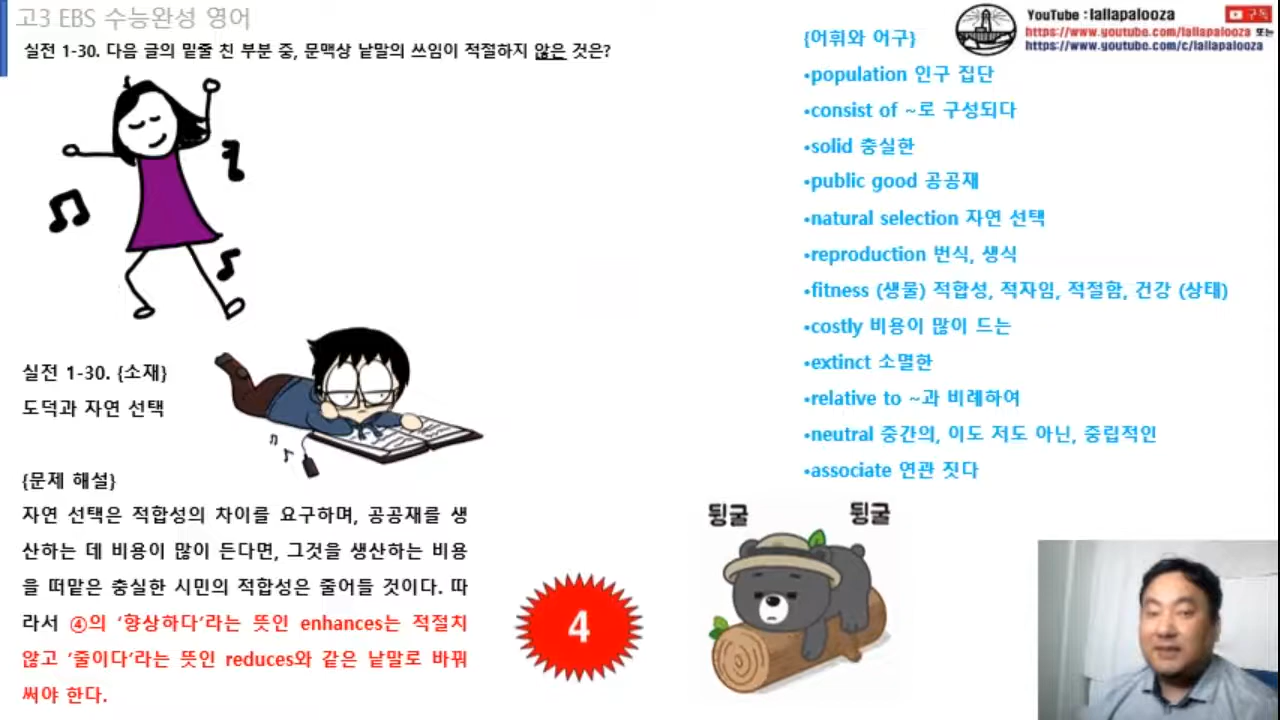 고3 EBS 수능완성 영어
실전 1-30. 다음 글의 밑줄 친 부분 중, 문맥상 낱말의 쓰임이 적절하지 않은 것은?
실전 1-30. {소재}
도덕과 자연 선택
{문제 해설}
자연 선택은 적합성의 차이를 요구하며, 공공재를 생
산하는 데 비용이 많이 든다면, 그것을 생산하는 비용
을 떠맡은 충실한 시민의 적합성은 줄어들 것이다. 따
라서 ④의 ‘향상하다’라는 뜻인 enhances는 적절치
않고 ‘줄이다’라는 뜻인 reduces와 같은 낱말로 바꿔
써야 한다.
4
YouTube : lallapalooza
구독
https://www.youtube.com/lallapalooza 또는
https://www.youtube.com/c/lallapalooza
{어휘와 어구}
•population 인구 집단
•consist of ~로 구성되다
•solid 충실한
•public good 공공재
•natural selection 자연 선택
•reproduction 번식, 생식
•fitness (생물) 적합성, 적자임, 적절함, 건강 (상태)
•costly 비용이 많이 드는
•extinct 소멸한
•relative to ~과 비례하여
•neutral 중간의, 이도 저도 아닌, 중립적인
•associate 연관 짓다
뒹굴 뒹굴